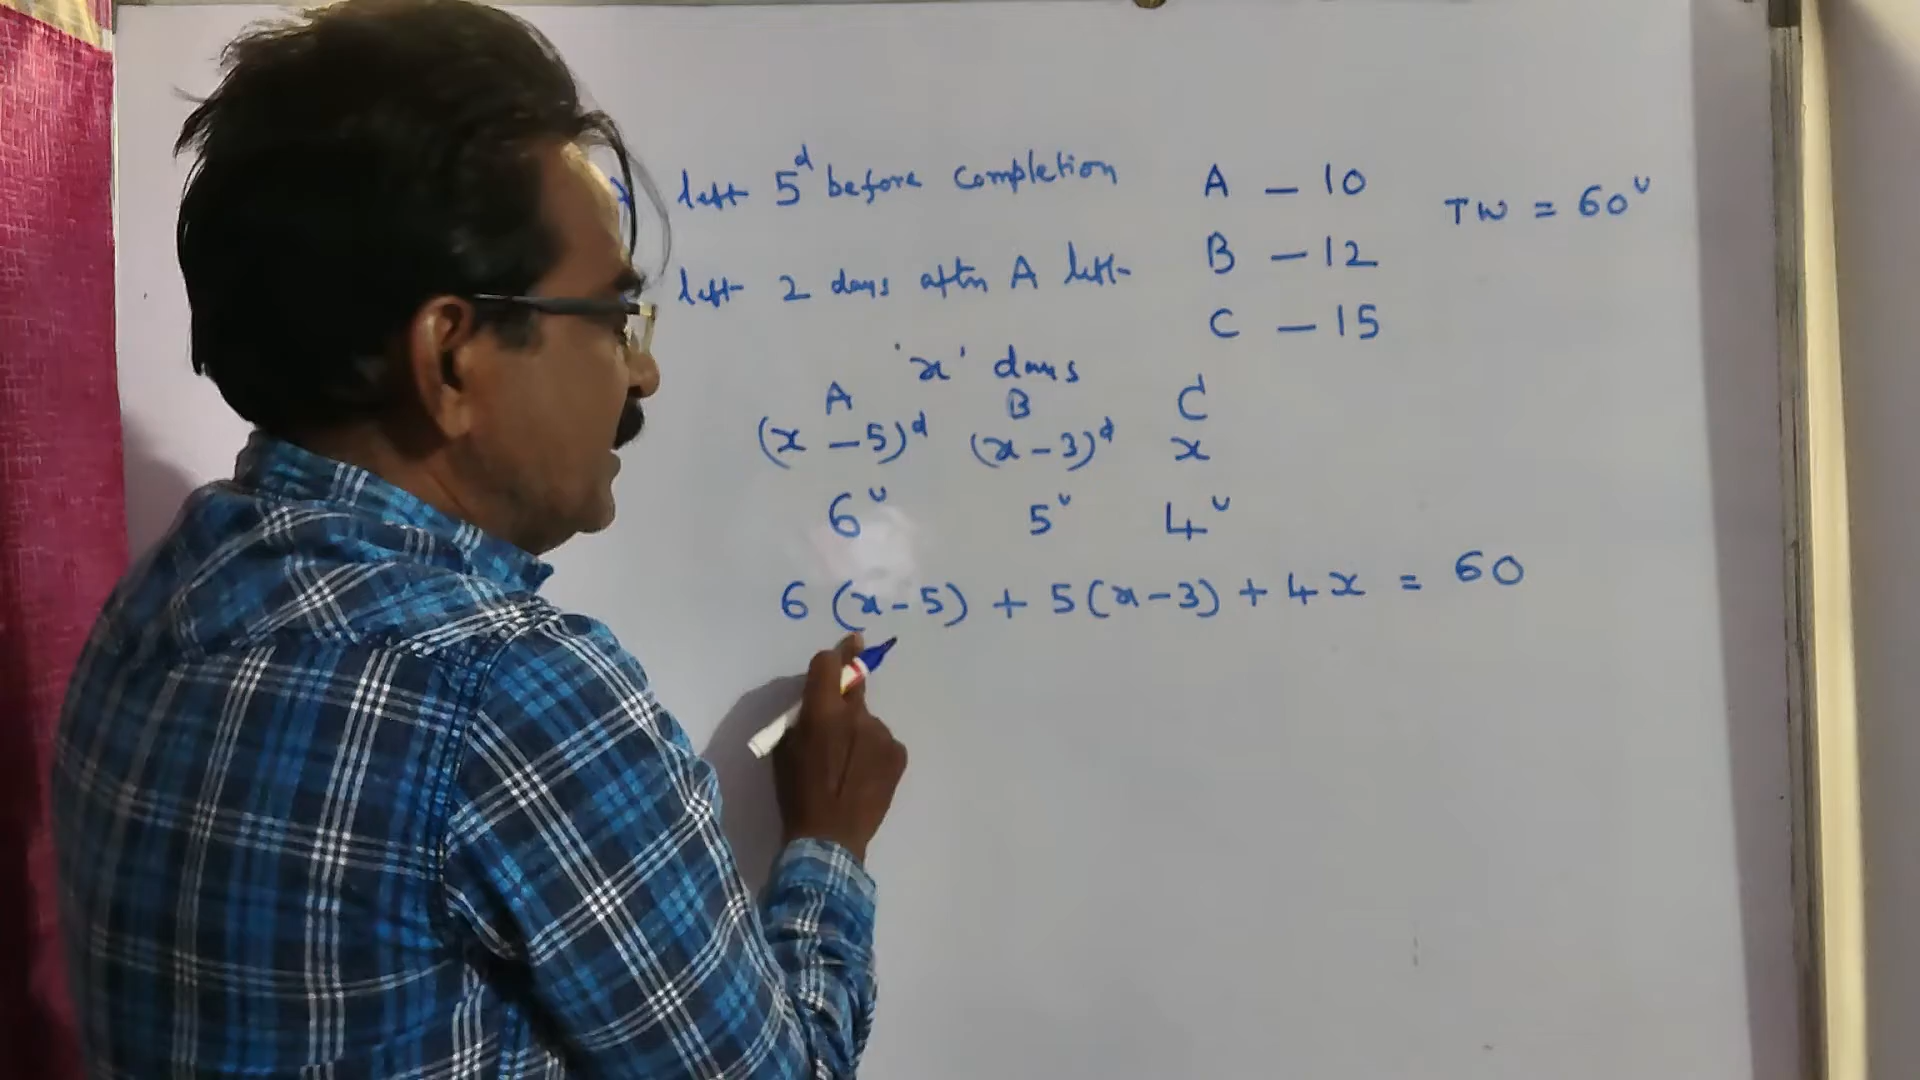 left 5ᵈ before completion
left 2 days after A left
A — 10
B — 12
C — 15
TW = 60ᵘ
'x' days
A B C
(x – 5)ᵈ (x – 3)ᵈ x
6ᵘ 5ᵘ 4ᵘ
6 (x - 5) + 5 (x - 3) + 4x = 60